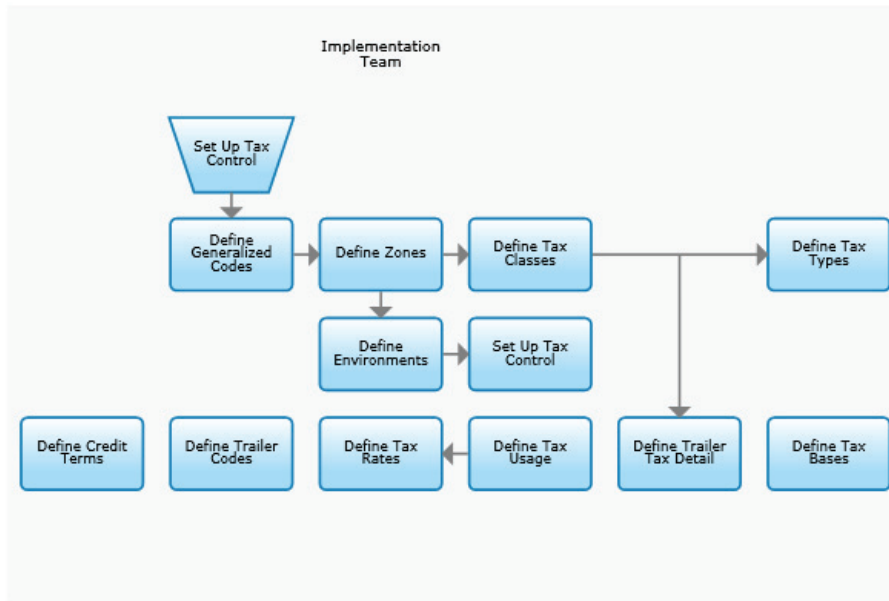 Implementation
Team
Set Up Tax
Control
Define
Generalized
Codes
Define Zones
Define Tax
Classes
Define Tax
Types
Define
Environments
Set Up Tax
Control
Define Credit
Terms
Define Trailer
Codes
Define Tax
Rates
Define Tax
Usage
Define Trailer
Tax Detail
Define Tax
Bases